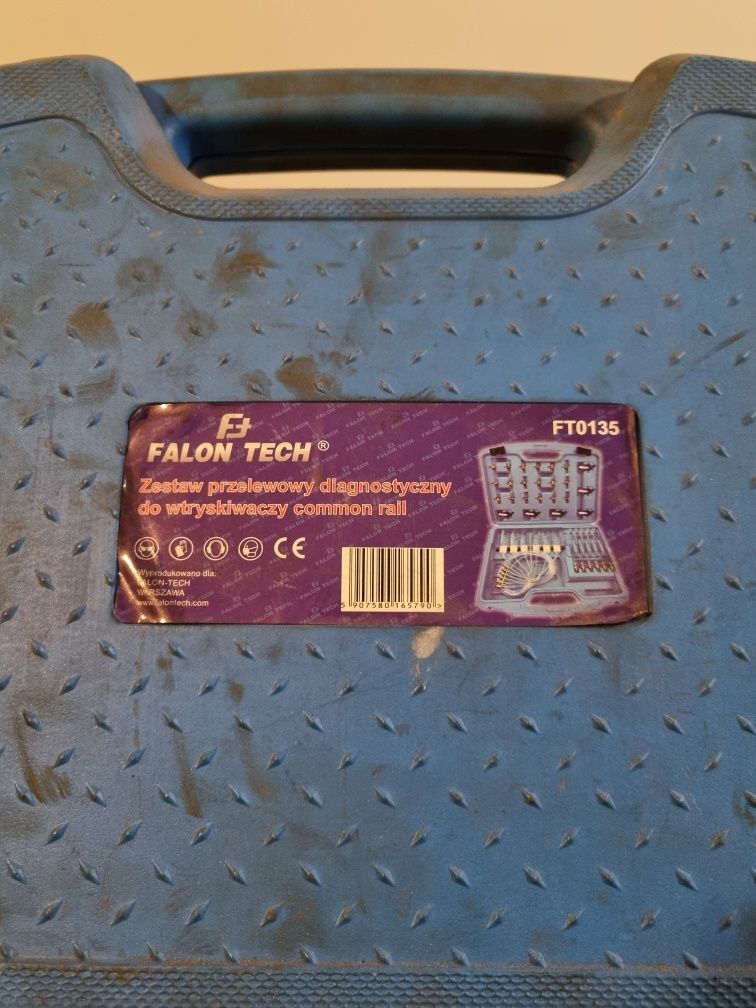 FALON TECH®
FT0135
Zestaw przelewowy diagnostyczny
do wtryskiwaczy common rail
CE
Wyprodukowano dla:
FALON-TECH
WARSZAWA
www.falontech.com
5 907580 165790>